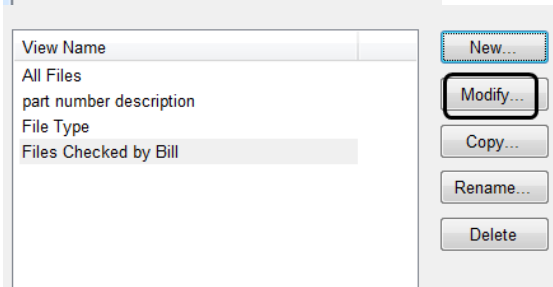 View Name
All Files
part number description
File Type
Files Checked by Bill
New...
Modify...
Copy...
Rename...
Delete